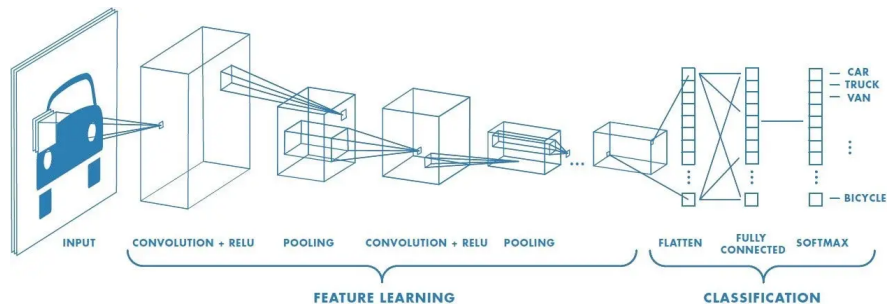 CAR
TRUCK
VAN
BICYCLE
INPUT
CONVOLUTION + RELU
POOLING
CONVOLUTION + RELU
POOLING
FLATTEN
FULLY
CONNECTED
SOFTMAX
FEATURE LEARNING
CLASSIFICATION